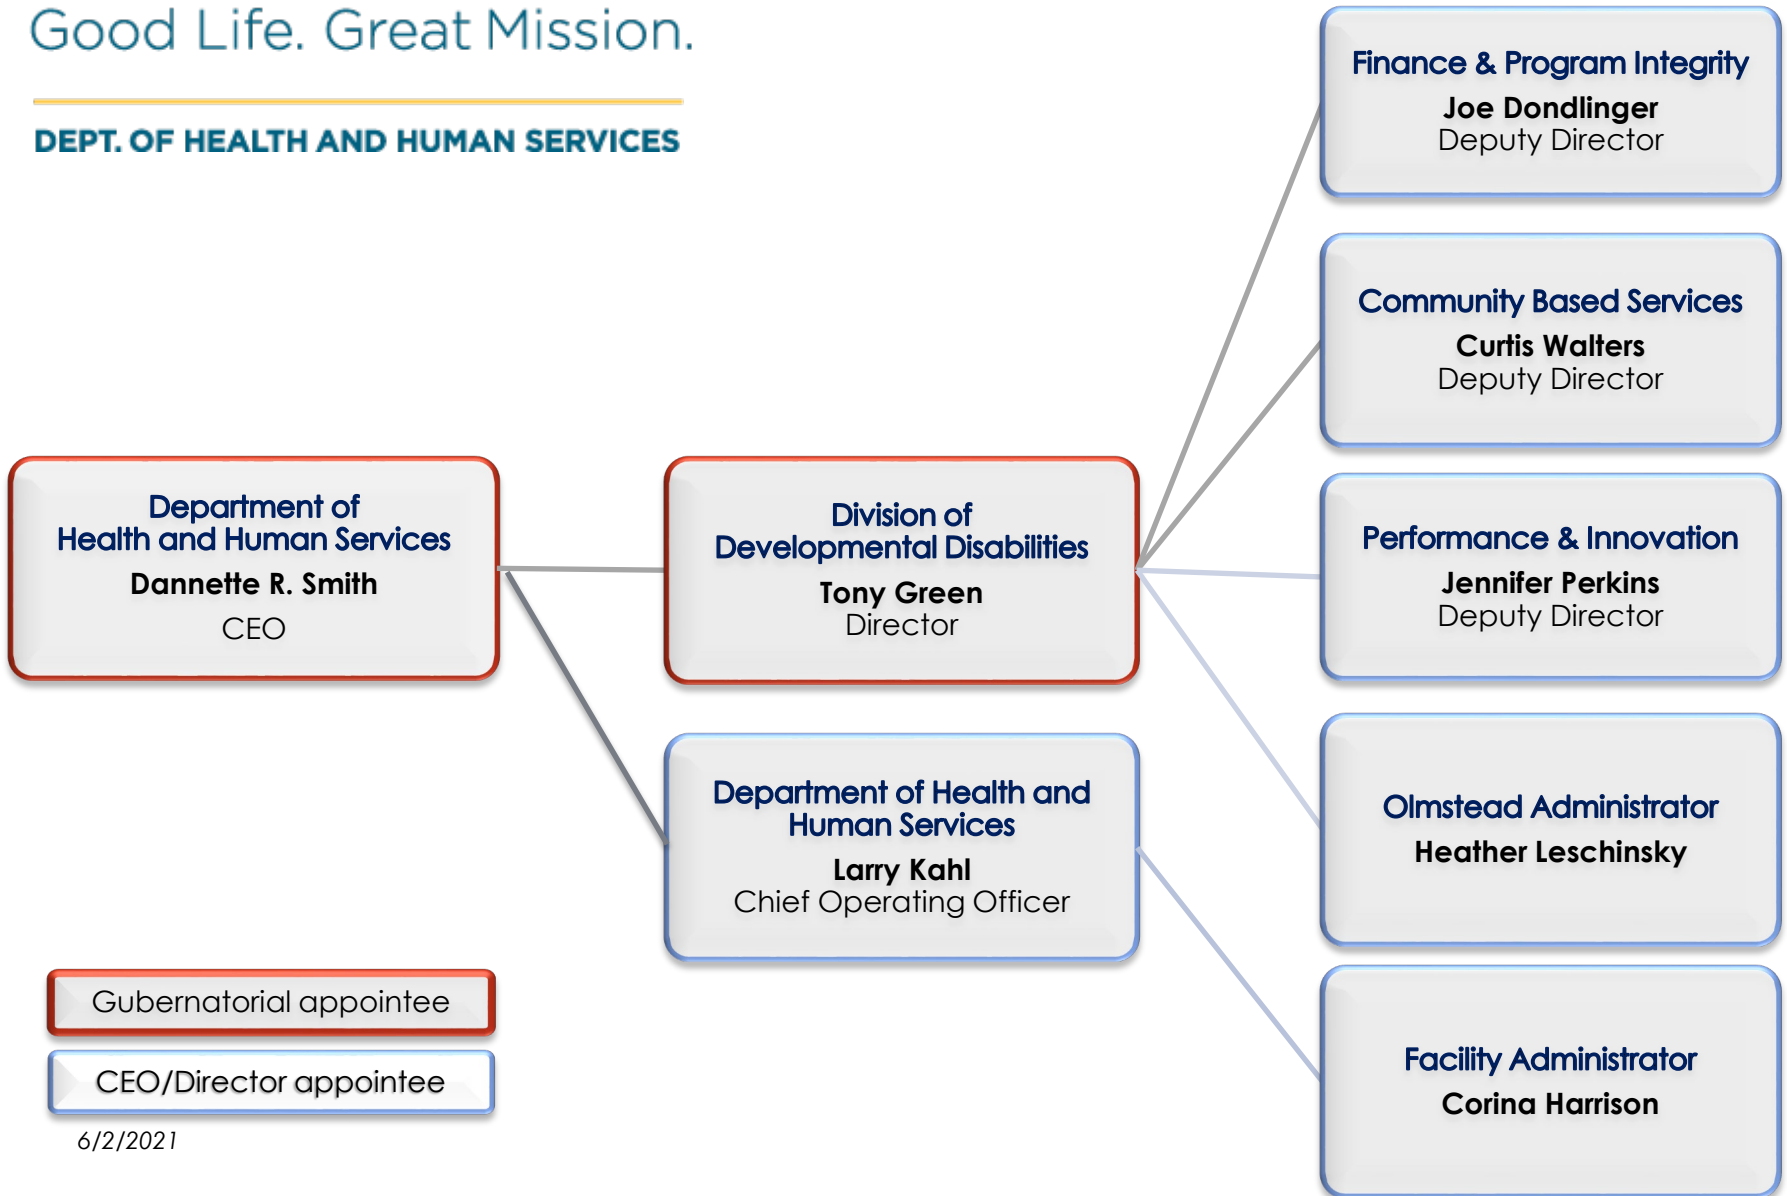 Good Life. Great Mission.
DEPT. OF HEALTH AND HUMAN SERVICES
Department of
Health and Human Services
Dannette R. Smith
CEO
Division of
Developmental Disabilities
Tony Green
Director
Department of Health and
Human Services
Larry Kahl
Chief Operating Officer
Finance & Program Integrity
Joe Dondlinger
Deputy Director
Community Based Services
Curtis Walters
Deputy Director
Performance & Innovation
Jennifer Perkins
Deputy Director
Olmstead Administrator
Heather Leschinsky
Facility Administrator
Corina Harrison
Gubernatorial appointee
CEO/Director appointee
6/2/2021